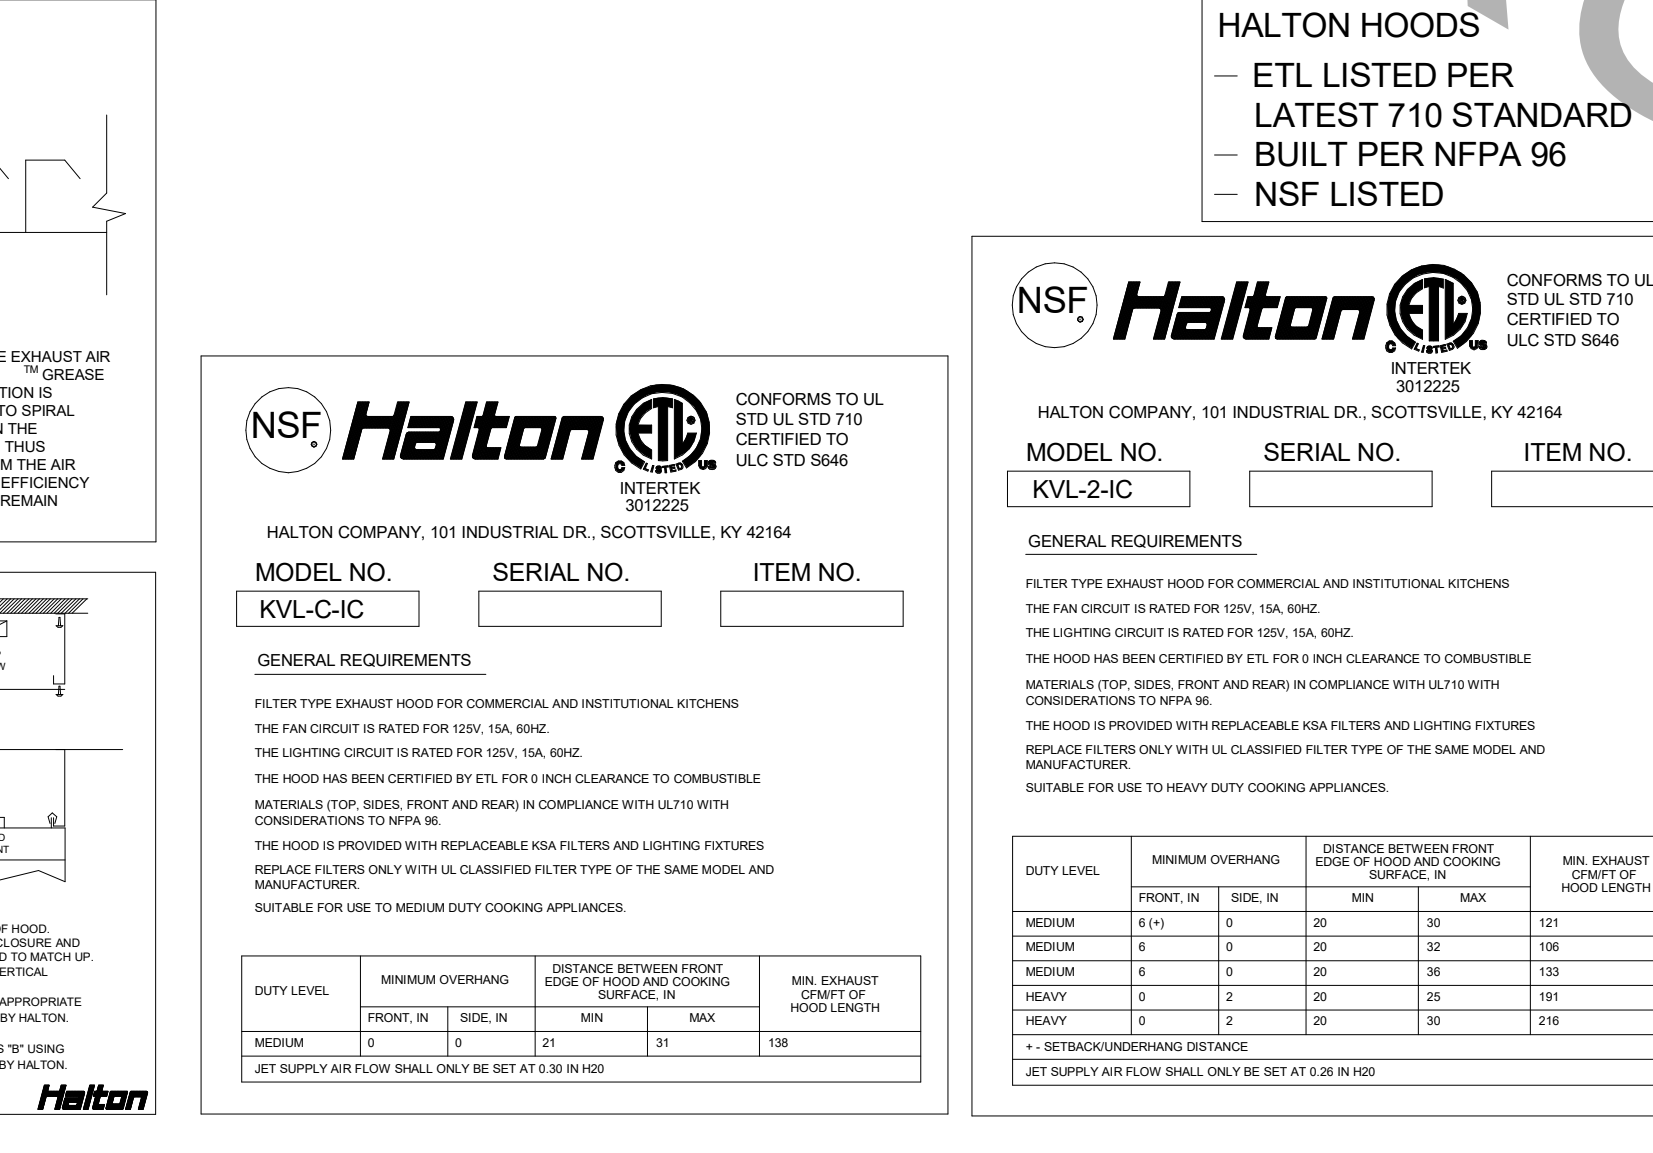 E EXHAUST AIR
™ GREASE
TION IS
TO SPIRAL
N THE
THUS
M THE AIR
EFFICIENCY
REMAIN
W
D
NT
OF HOOD.
CLOSURE AND
D TO MATCH UP.
ERTICAL
APPROPRIATE
BY HALTON.
S "B" USING
BY HALTON.
Halton
NSF
Halton
ETL
C LISTED US
INTERTEK
3012225
CONFORMS TO UL
STD UL STD 710
CERTIFIED TO
ULC STD S646
HALTON COMPANY, 101 INDUSTRIAL DR., SCOTTSVILLE, KY 42164
MODEL NO. SERIAL NO. ITEM NO.
KVL-C-IC
GENERAL REQUIREMENTS
FILTER TYPE EXHAUST HOOD FOR COMMERCIAL AND INSTITUTIONAL KITCHENS
THE FAN CIRCUIT IS RATED FOR 125V, 15A, 60HZ.
THE LIGHTING CIRCUIT IS RATED FOR 125V, 15A, 60HZ.
THE HOOD HAS BEEN CERTIFIED BY ETL FOR 0 INCH CLEARANCE TO COMBUSTIBLE
MATERIALS (TOP, SIDES, FRONT AND REAR) IN COMPLIANCE WITH UL710 WITH
CONSIDERATIONS TO NFPA 96.
THE HOOD IS PROVIDED WITH REPLACEABLE KSA FILTERS AND LIGHTING FIXTURES
REPLACE FILTERS ONLY WITH UL CLASSIFIED FILTER TYPE OF THE SAME MODEL AND
MANUFACTURER.
SUITABLE FOR USE TO MEDIUM DUTY COOKING APPLIANCES.
DUTY LEVEL
MINIMUM OVERHANG
DISTANCE BETWEEN FRONT
EDGE OF HOOD AND COOKING
SURFACE, IN
MIN. EXHAUST
CFM/FT OF
HOOD LENGTH
FRONT, IN SIDE, IN MIN MAX
MEDIUM 0 0 21 31 138
JET SUPPLY AIR FLOW SHALL ONLY BE SET AT 0.30 IN H20
HALTON HOODS
— ETL LISTED PER
LATEST 710 STANDARD
— BUILT PER NFPA 96
— NSF LISTED
NSF
Halton
ETL
C LISTED US
INTERTEK
3012225
CONFORMS TO UL
STD UL STD 710
CERTIFIED TO
ULC STD S646
HALTON COMPANY, 101 INDUSTRIAL DR., SCOTTSVILLE, KY 42164
MODEL NO. SERIAL NO. ITEM NO.
KVL-2-IC
GENERAL REQUIREMENTS
FILTER TYPE EXHAUST HOOD FOR COMMERCIAL AND INSTITUTIONAL KITCHENS
THE FAN CIRCUIT IS RATED FOR 125V, 15A, 60HZ.
THE LIGHTING CIRCUIT IS RATED FOR 125V, 15A, 60HZ.
THE HOOD HAS BEEN CERTIFIED BY ETL FOR 0 INCH CLEARANCE TO COMBUSTIBLE
MATERIALS (TOP, SIDES, FRONT AND REAR) IN COMPLIANCE WITH UL710 WITH
CONSIDERATIONS TO NFPA 96.
THE HOOD IS PROVIDED WITH REPLACEABLE KSA FILTERS AND LIGHTING FIXTURES
REPLACE FILTERS ONLY WITH UL CLASSIFIED FILTER TYPE OF THE SAME MODEL AND
MANUFACTURER.
SUITABLE FOR USE TO HEAVY DUTY COOKING APPLIANCES.
DUTY LEVEL
MINIMUM OVERHANG
DISTANCE BETWEEN FRONT
EDGE OF HOOD AND COOKING
SURFACE, IN
MIN. EXHAUST
CFM/FT OF
HOOD LENGTH
FRONT, IN SIDE, IN MIN MAX
MEDIUM 6 (+) 0 20 30 121
MEDIUM 6 0 20 32 106
MEDIUM 6 0 20 36 133
HEAVY 0 2 20 25 191
HEAVY 0 2 20 30 216
+ - SETBACK/UNDERHANG DISTANCE
JET SUPPLY AIR FLOW SHALL ONLY BE SET AT 0.26 IN H20